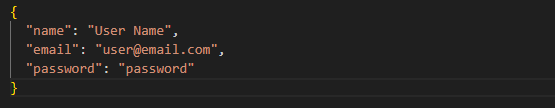 {
"name": "User Name",
"email": "user@email.com",
"password": "password"
}